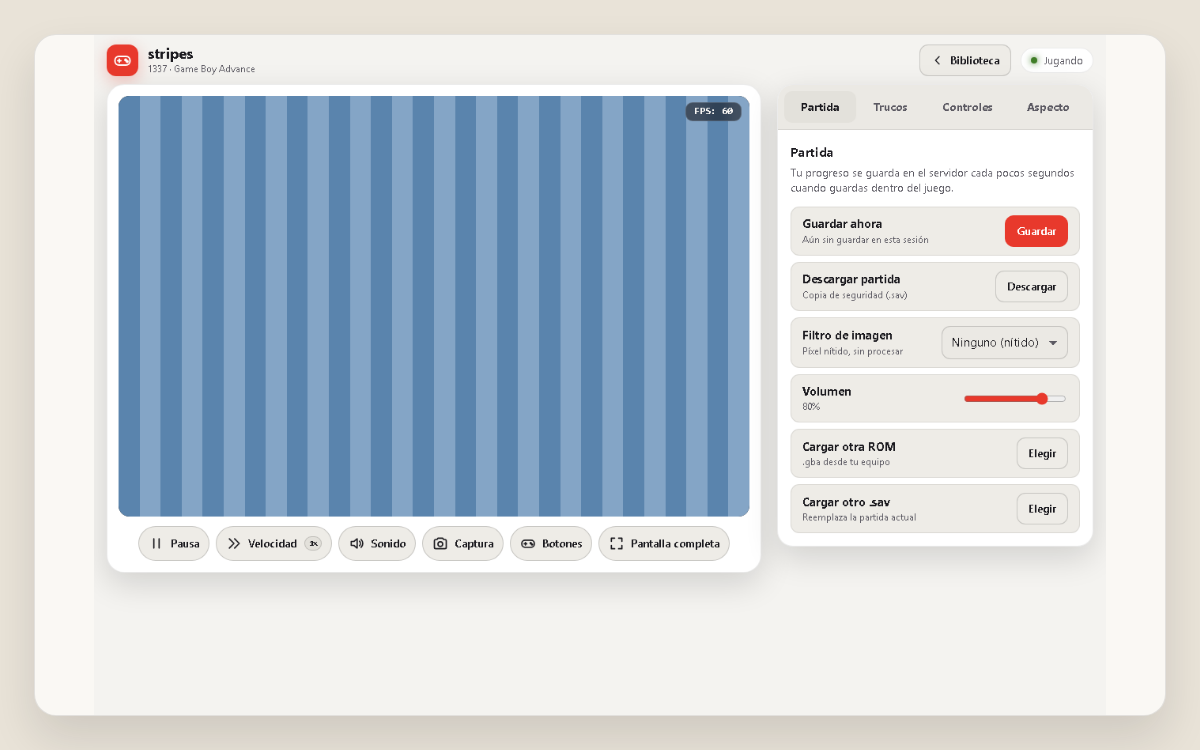 stripes
1337 · Game Boy Advance
Biblioteca
Jugando
FPS: 60
Partida
Trucos
Controles
Aspecto
Partida
Tu progreso se guarda en el servidor cada pocos segundos
cuando guardas dentro del juego.
Guardar ahora
Aún sin guardar en esta sesión
Guardar
Descargar partida
Copia de seguridad (.sav)
Descargar
Filtro de imagen
Píxel nítido, sin procesar
Ninguno (nítido)
Volumen
80%
Cargar otra ROM
.gba desde tu equipo
Elegir
Cargar otro .sav
Reemplaza la partida actual
Elegir
Pausa
Velocidad
Sonido
Captura
Botones
Pantalla completa